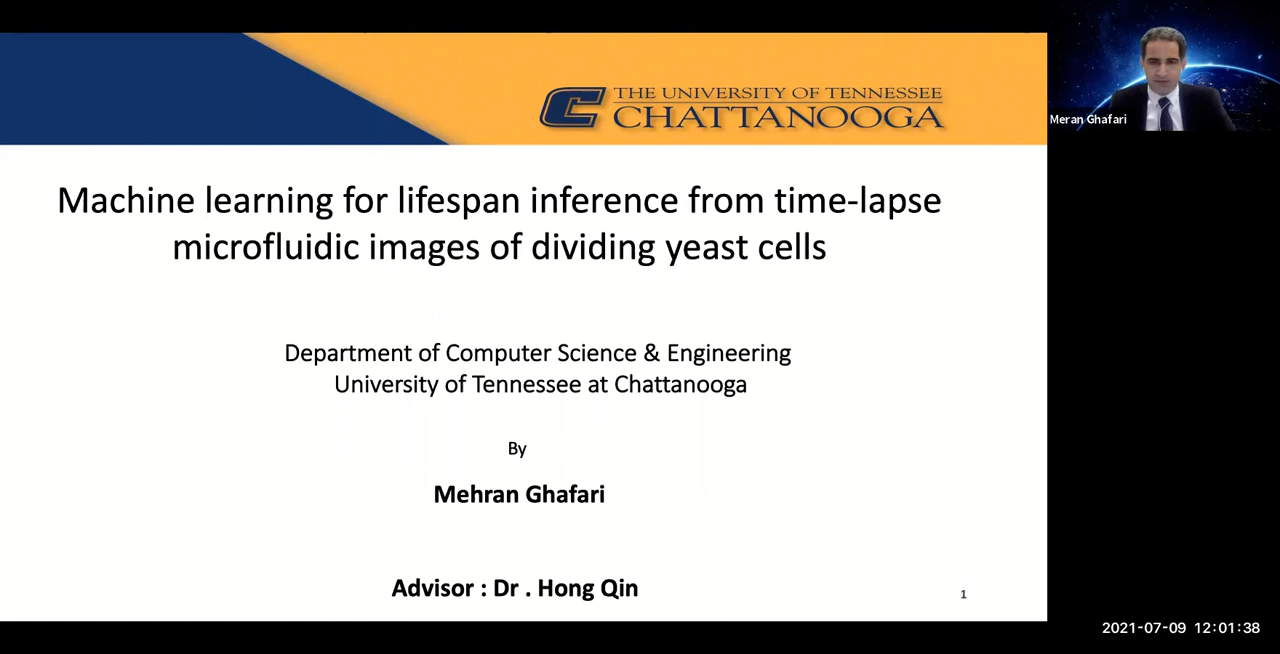 THE UNIVERSITY OF TENNESSEE
CHATTANOOGA
Meran Ghafari
Machine learning for lifespan inference from time-lapse
microfluidic images of dividing yeast cells
Department of Computer Science & Engineering
University of Tennessee at Chattanooga
By
Mehran Ghafari
Advisor : Dr . Hong Qin
1
2021-07-09 12:01:38